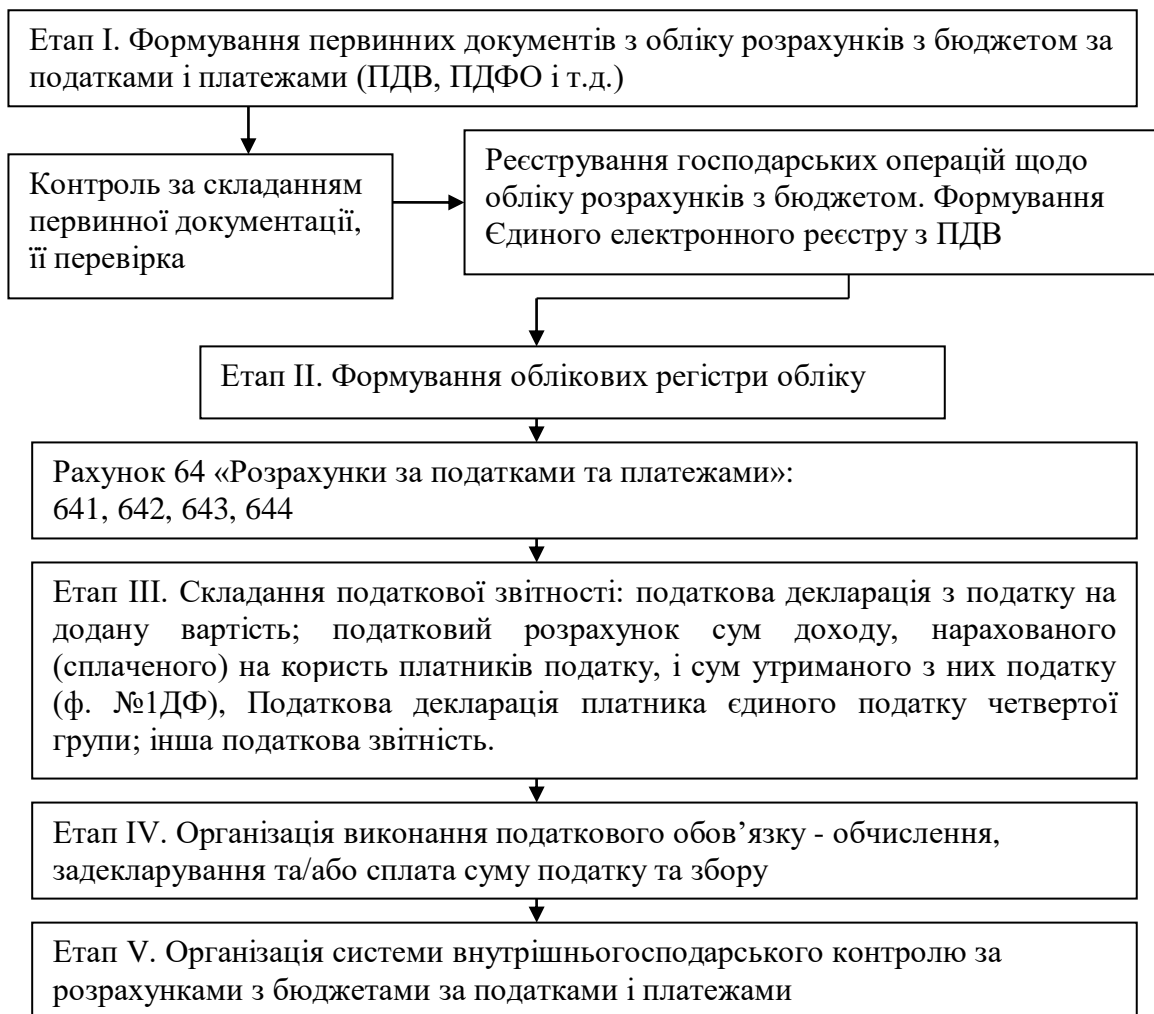 Етап І. Формування первинних документів з обліку розрахунків з бюджетом за
податками і платежами (ПДВ, ПДФО і т.д.)
Контроль за складанням
первинної документації,
її перевірка
Реєстрування господарських операцій щодо
обліку розрахунків з бюджетом. Формування
Єдиного електронного реєстру з ПДВ
Етап ІІ. Формування облікових регістри обліку
Рахунок 64 «Розрахунки за податками та платежами»:
641, 642, 643, 644
Етап ІІІ. Складання податкової звітності: податкова декларація з податку на
додану вартість; податковий розрахунок сум доходу, нарахованого
(сплаченого) на користь платників податку, і сум утриманого з них податку
(ф. №1ДФ), Податкова декларація платника єдиного податку четвертої
групи; інша податкова звітність.
Етап IV. Організація виконання податкового обов’язку - обчислення,
задекларування та/або сплата суму податку та збору
Етап V. Організація системи внутрішньогосподарського контролю за
розрахунками з бюджетами за податками і платежами